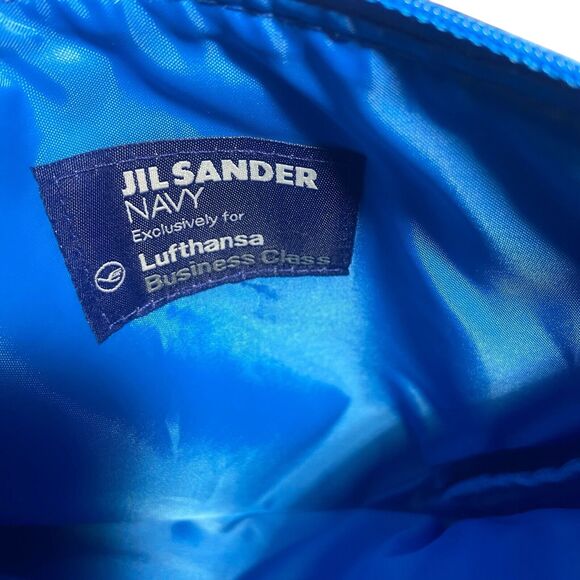 JIL SANDER
NAVY
Exclusively for
Lufthansa
Business Class